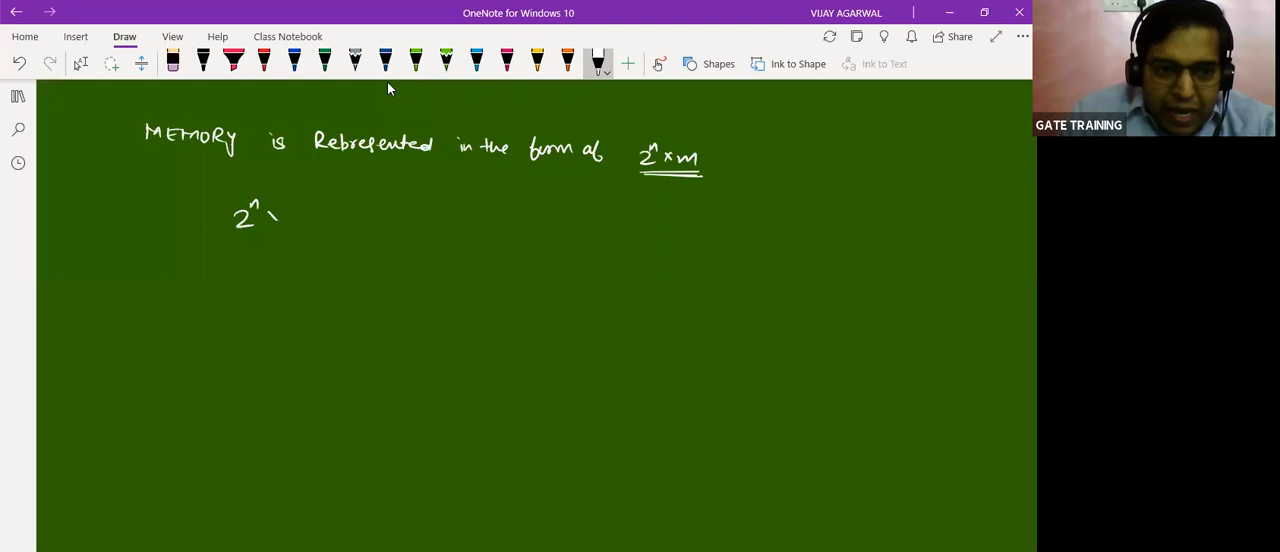 OneNote for Windows 10
VIJAY AGARWAL
Home Insert Draw View Help Class Notebook Share
Shapes Ink to Shape Ink to Text
GATE TRAINING
MEMORY is Represented in the form of 2ⁿ × m
2ⁿ